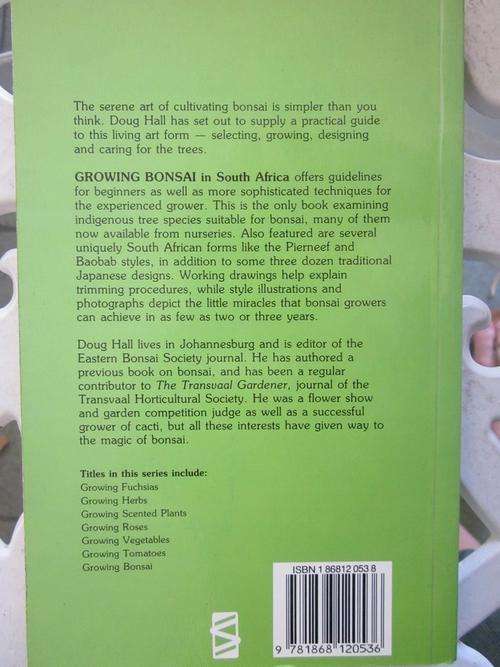 The serene art of cultivating bonsai is simpler than you
think. Doug Hall has set out to supply a practical guide
to this living art form — selecting, growing, designing
and caring for the trees.
GROWING BONSAI in South Africa offers guidelines
for beginners as well as more sophisticated techniques for
the experienced grower. This is the only book examining
indigenous tree species suitable for bonsai, many of them
now available from nurseries. Also featured are several
uniquely South African forms like the Pierneef and
Baobab styles, in addition to some three dozen traditional
Japanese designs. Working drawings help explain
trimming procedures, while style illustrations and
photographs depict the little miracles that bonsai growers
can achieve in as few as two or three years.
Doug Hall lives in Johannesburg and is editor of the
Eastern Bonsai Society journal. He has authored a
previous book on bonsai, and has been a regular
contributor to The Transvaal Gardener, journal of the
Transvaal Horticultural Society. He was a flower show
and garden competition judge as well as a successful
grower of cacti, but all these interests have given way to
the magic of bonsai.
Titles in this series include:
Growing Fuchsias
Growing Herbs
Growing Scented Plants
Growing Roses
Growing Vegetables
Growing Tomatoes
Growing Bonsai
ISBN 1 86812 053 8
9 781868 120536